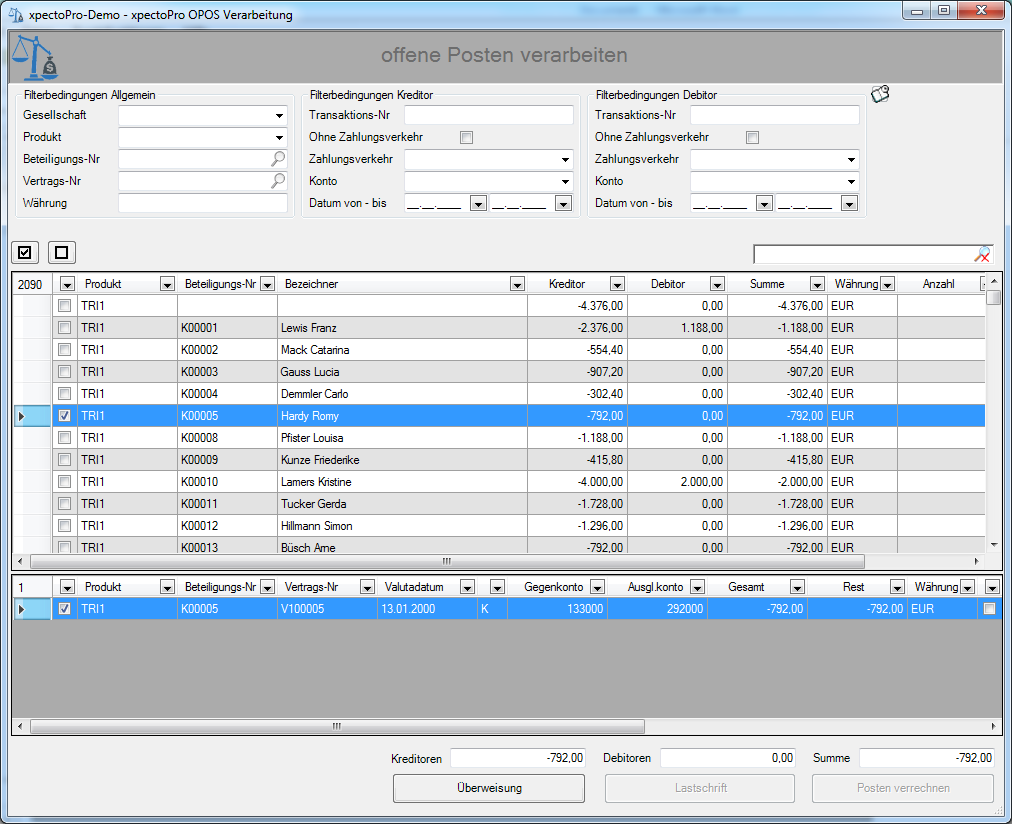 xpectoPro-Demo - xpectoPro OPOS Verarbeitung
offene Posten verarbeiten
Filterbedingungen Allgemein
Gesellschaft
Produkt
Beteiligungs-Nr
Vertrags-Nr
Währung
Filterbedingungen Kreditor
Transaktions-Nr
Ohne Zahlungsverkehr
Zahlungsverkehr
Konto
Datum von - bis __.__.____ __.__.____
Filterbedingungen Debitor
Transaktions-Nr
Ohne Zahlungsverkehr
Zahlungsverkehr
Konto
Datum von - bis __.__.____ __.__.____
2090 Produkt Beteiligungs-Nr Bezeichner Kreditor Debitor Summe Währung Anzahl
TRI1 -4.376,00 0,00 -4.376,00 EUR
TRI1 K00001 Lewis Franz -2.376,00 1.188,00 -1.188,00 EUR
TRI1 K00002 Mack Catarina -554,40 0,00 -554,40 EUR
TRI1 K00003 Gauss Lucia -907,20 0,00 -907,20 EUR
TRI1 K00004 Demmler Carlo -302,40 0,00 -302,40 EUR
TRI1 K00005 Hardy Romy -792,00 0,00 -792,00 EUR
TRI1 K00008 Pfister Louisa -1.188,00 0,00 -1.188,00 EUR
TRI1 K00009 Kunze Friederike -415,80 0,00 -415,80 EUR
TRI1 K00010 Lamers Kristine -4.000,00 2.000,00 -2.000,00 EUR
TRI1 K00011 Tucker Gerda -1.728,00 0,00 -1.728,00 EUR
TRI1 K00012 Hillmann Simon -1.296,00 0,00 -1.296,00 EUR
TRI1 K00013 Büsch Arne -792,00 0,00 -792,00 EUR
1 Produkt Beteiligungs-Nr Vertrags-Nr Valutadatum Gegenkonto Ausgl.konto Gesamt Rest Währung
TRI1 K00005 V100005 13.01.2000 K 133000 292000 -792,00 -792,00 EUR
Kreditoren -792,00 Debitoren 0,00 Summe -792,00
Überweisung Lastschrift Posten verrechnen